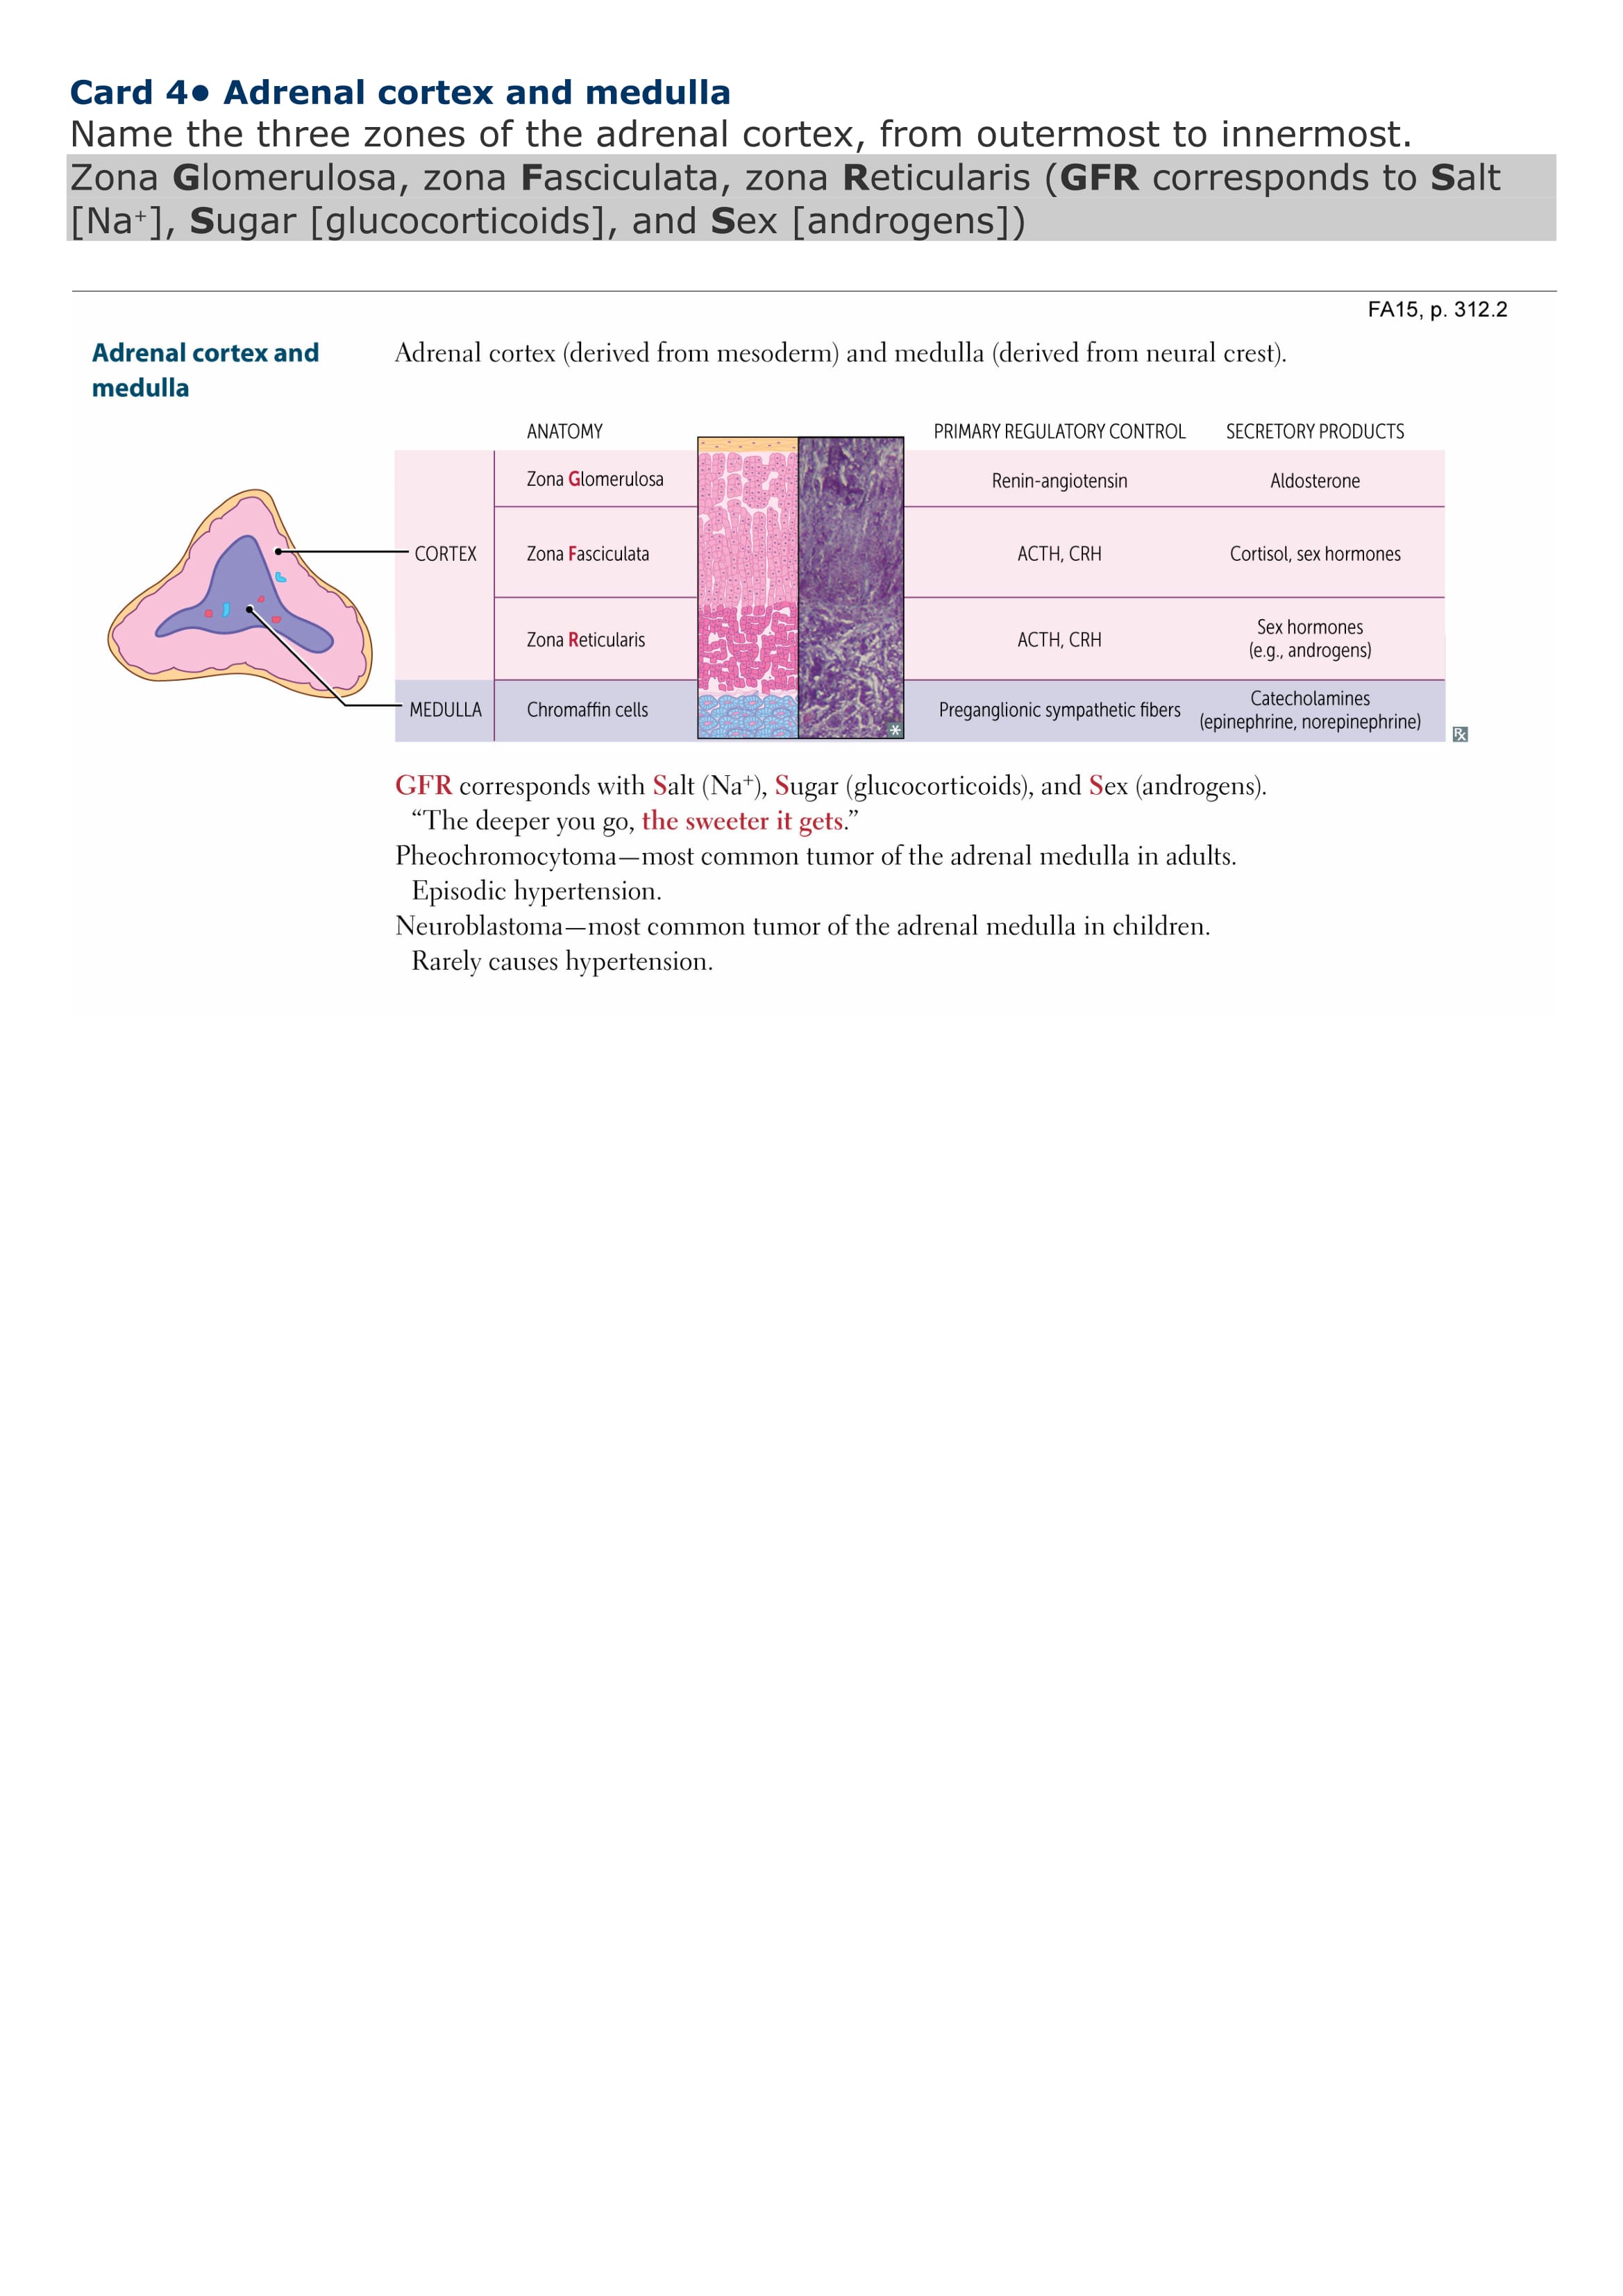 Card 4● Adrenal cortex and medulla
Name the three zones of the adrenal cortex, from outermost to innermost.
Zona Glomerulosa, zona Fasciculata, zona Reticularis (GFR corresponds to Salt
[Na⁺], Sugar [glucocorticoids], and Sex [androgens])
FA15, p. 312.2
Adrenal cortex and
medulla
Adrenal cortex (derived from mesoderm) and medulla (derived from neural crest).
ANATOMY PRIMARY REGULATORY CONTROL SECRETORY PRODUCTS
Zona Glomerulosa Renin-angiotensin Aldosterone
CORTEX Zona Fasciculata ACTH, CRH Cortisol, sex hormones
Zona Reticularis ACTH, CRH Sex hormones
(e.g., androgens)
MEDULLA Chromaffin cells Preganglionic sympathetic fibers Catecholamines
(epinephrine, norepinephrine)
*
℞
GFR corresponds with Salt (Na⁺), Sugar (glucocorticoids), and Sex (androgens).
“The deeper you go, the sweeter it gets.”
Pheochromocytoma—most common tumor of the adrenal medulla in adults.
Episodic hypertension.
Neuroblastoma—most common tumor of the adrenal medulla in children.
Rarely causes hypertension.